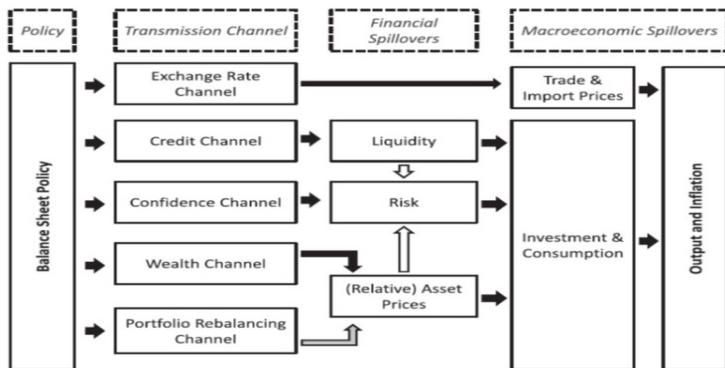 Policy
Transmission Channel
Financial
Spillovers
Macroeconomic Spillovers
Balance Sheet Policy
Exchange Rate
Channel
Trade &
Import Prices
Credit Channel
Liquidity
Confidence Channel
Risk
Wealth Channel
(Relative) Asset
Prices
Portfolio Rebalancing
Channel
Investment &
Consumption
Output and Inflation